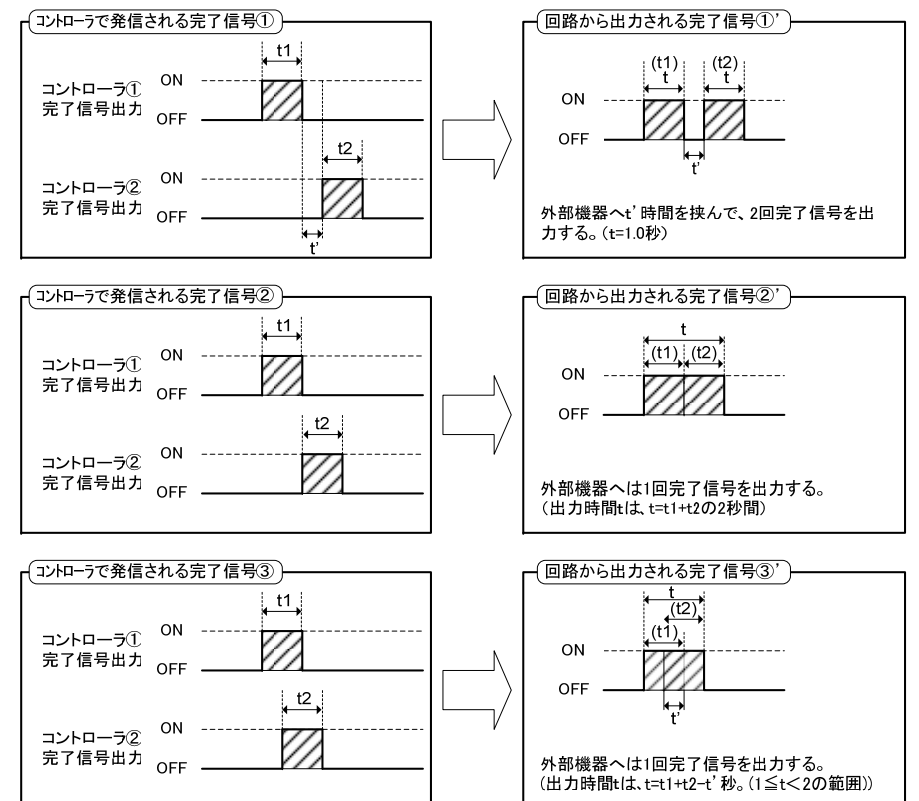 コントローラで発信される完了信号①
t1
コントローラ①
完了信号出力
ON
OFF
t2
コントローラ②
完了信号出力
ON
OFF
t'
回路から出力される完了信号①'
(t1)
t
(t2)
t
ON
OFF
t'
外部機器へt'時間を挟んで、2回完了信号を出
力する。(t=1.0秒)
コントローラで発信される完了信号②
t1
コントローラ①
完了信号出力
ON
OFF
t2
コントローラ②
完了信号出力
ON
OFF
回路から出力される完了信号②'
t
(t1) (t2)
ON
OFF
外部機器へは1回完了信号を出力する。
(出力時間tは、t=t1+t2の2秒間)
コントローラで発信される完了信号③
t1
コントローラ①
完了信号出力
ON
OFF
t2
コントローラ②
完了信号出力
ON
OFF
回路から出力される完了信号③'
t
(t2)
(t1)
ON
OFF
t'
外部機器へは1回完了信号を出力する。
(出力時間tは、t=t1+t2-t'秒。(1≦t<2の範囲))